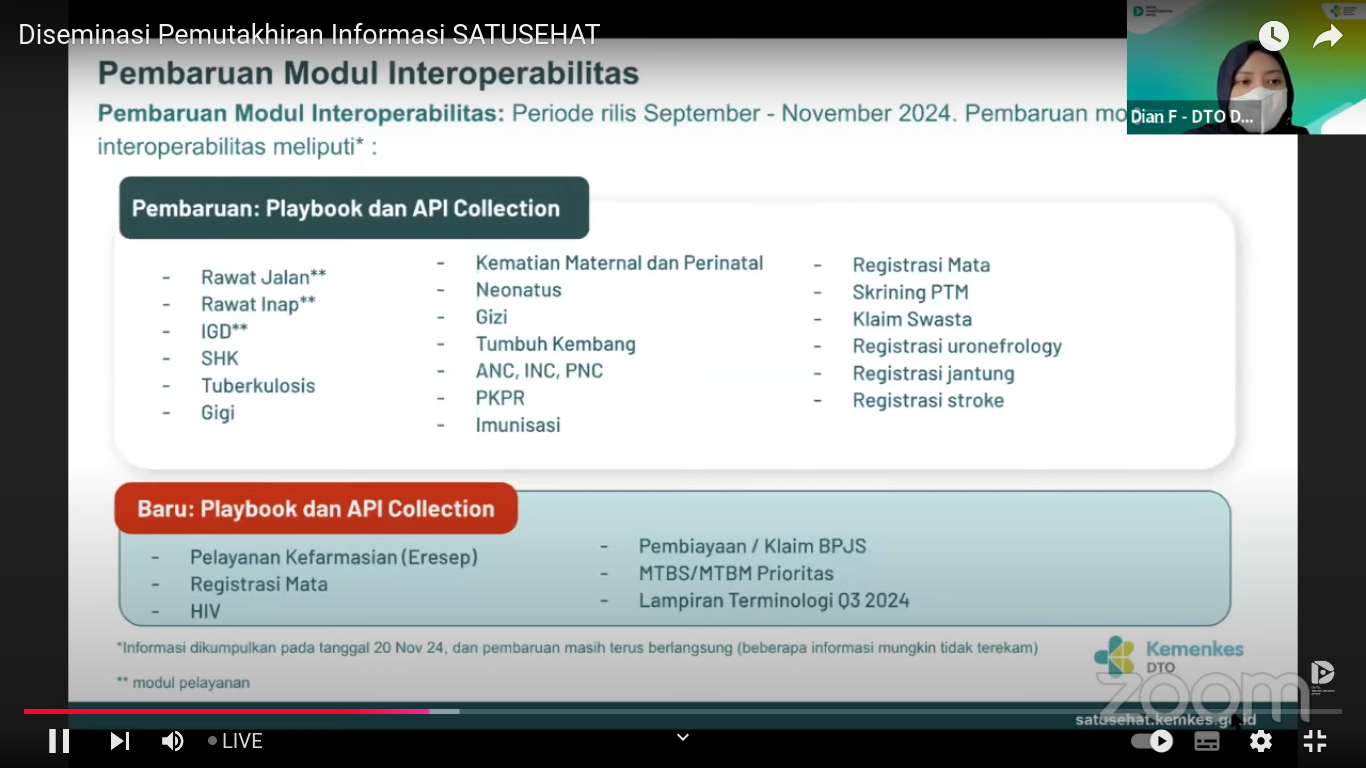 Diseminasi Pemutakhiran Informasi SATUSEHAT
Pembaruan Modul Interoperabilitas
Pembaruan Modul Interoperabilitas: Periode rilis September - November 2024. Pembaruan
interoperabilitas meliputi* :
Dian F - DTO D...
Pembaruan: Playbook dan API Collection
- Rawat Jalan**
- Rawat Inap**
- IGD**
- SHK
- Tuberkulosis
- Gigi
- Kematian Maternal dan Perinatal
- Neonatus
- Gizi
- Tumbuh Kembang
- ANC, INC, PNC
- PKPR
- Imunisasi
- Registrasi Mata
- Skrining PTM
- Klaim Swasta
- Registrasi uronefrology
- Registrasi jantung
- Registrasi stroke
Baru: Playbook dan API Collection
- Pelayanan Kefarmasian (Eresep)
- Registrasi Mata
- HIV
- Pembiayaan / Klaim BPJS
- MTBS/MTBM Prioritas
- Lampiran Terminologi Q3 2024
*Informasi dikumpulkan pada tanggal 20 Nov 24, dan pembaruan masih terus berlangsung (beberapa informasi mungkin tidak terekam)
** modul pelayanan
Kemenkes
DTO
zoom
satusehat.kemkes.go.id
LIVE